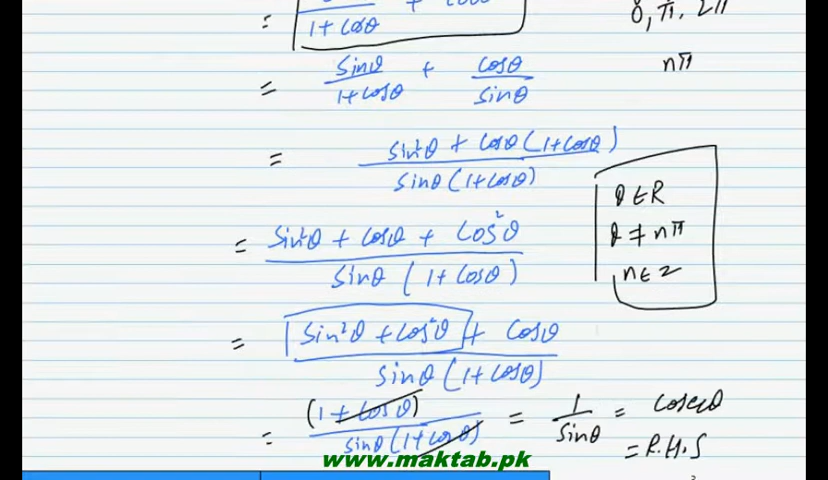 = 1 + cosθ
0, π, 2π
= sinθ / 1+cosθ + cosθ / sinθ
nπ
= sin²θ + cosθ (1+cosθ) / sinθ (1+cosθ)
θ ∈ R
θ ≠ nπ
n ∈ z
= sin²θ + cosθ + cos²θ / sinθ (1+cosθ)
= sin²θ + cos²θ + cosθ / sinθ (1+cosθ)
= (1 + cosθ) / sinθ (1+cosθ) = 1 / sinθ = cosecθ
= R.H.S
www.maktab.pk